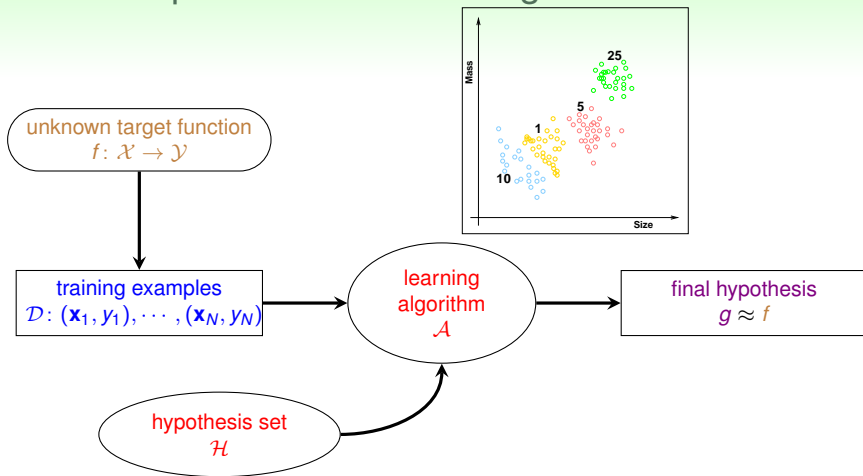 25
Mass
5
1
10
Size
unknown target function
f: 𝒳 → 𝒴
training examples
𝒟: (x₁, y₁), ⋯ , (x_N, y_N)
learning
algorithm
𝒜
final hypothesis
g ≈ f
hypothesis set
ℋ